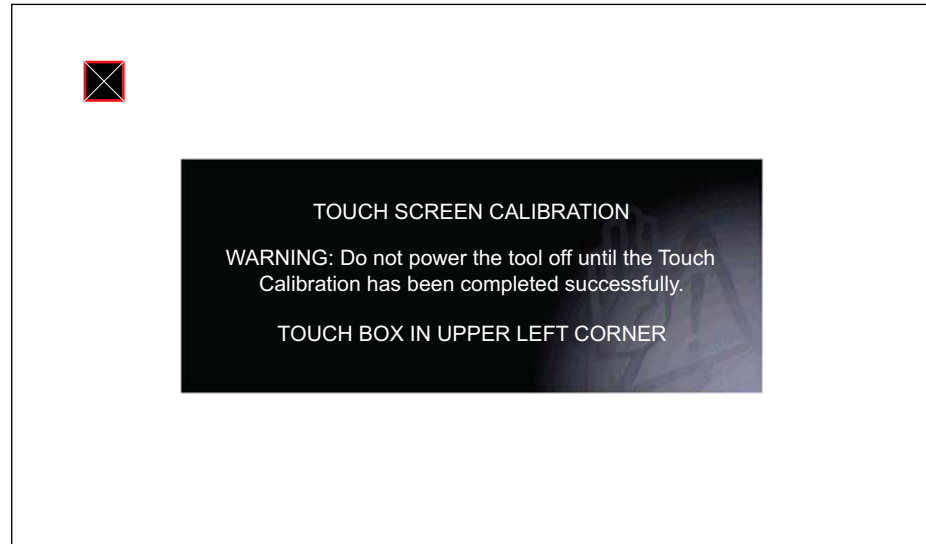 TOUCH SCREEN CALIBRATION
WARNING: Do not power the tool off until the Touch
Calibration has been completed successfully.
TOUCH BOX IN UPPER LEFT CORNER